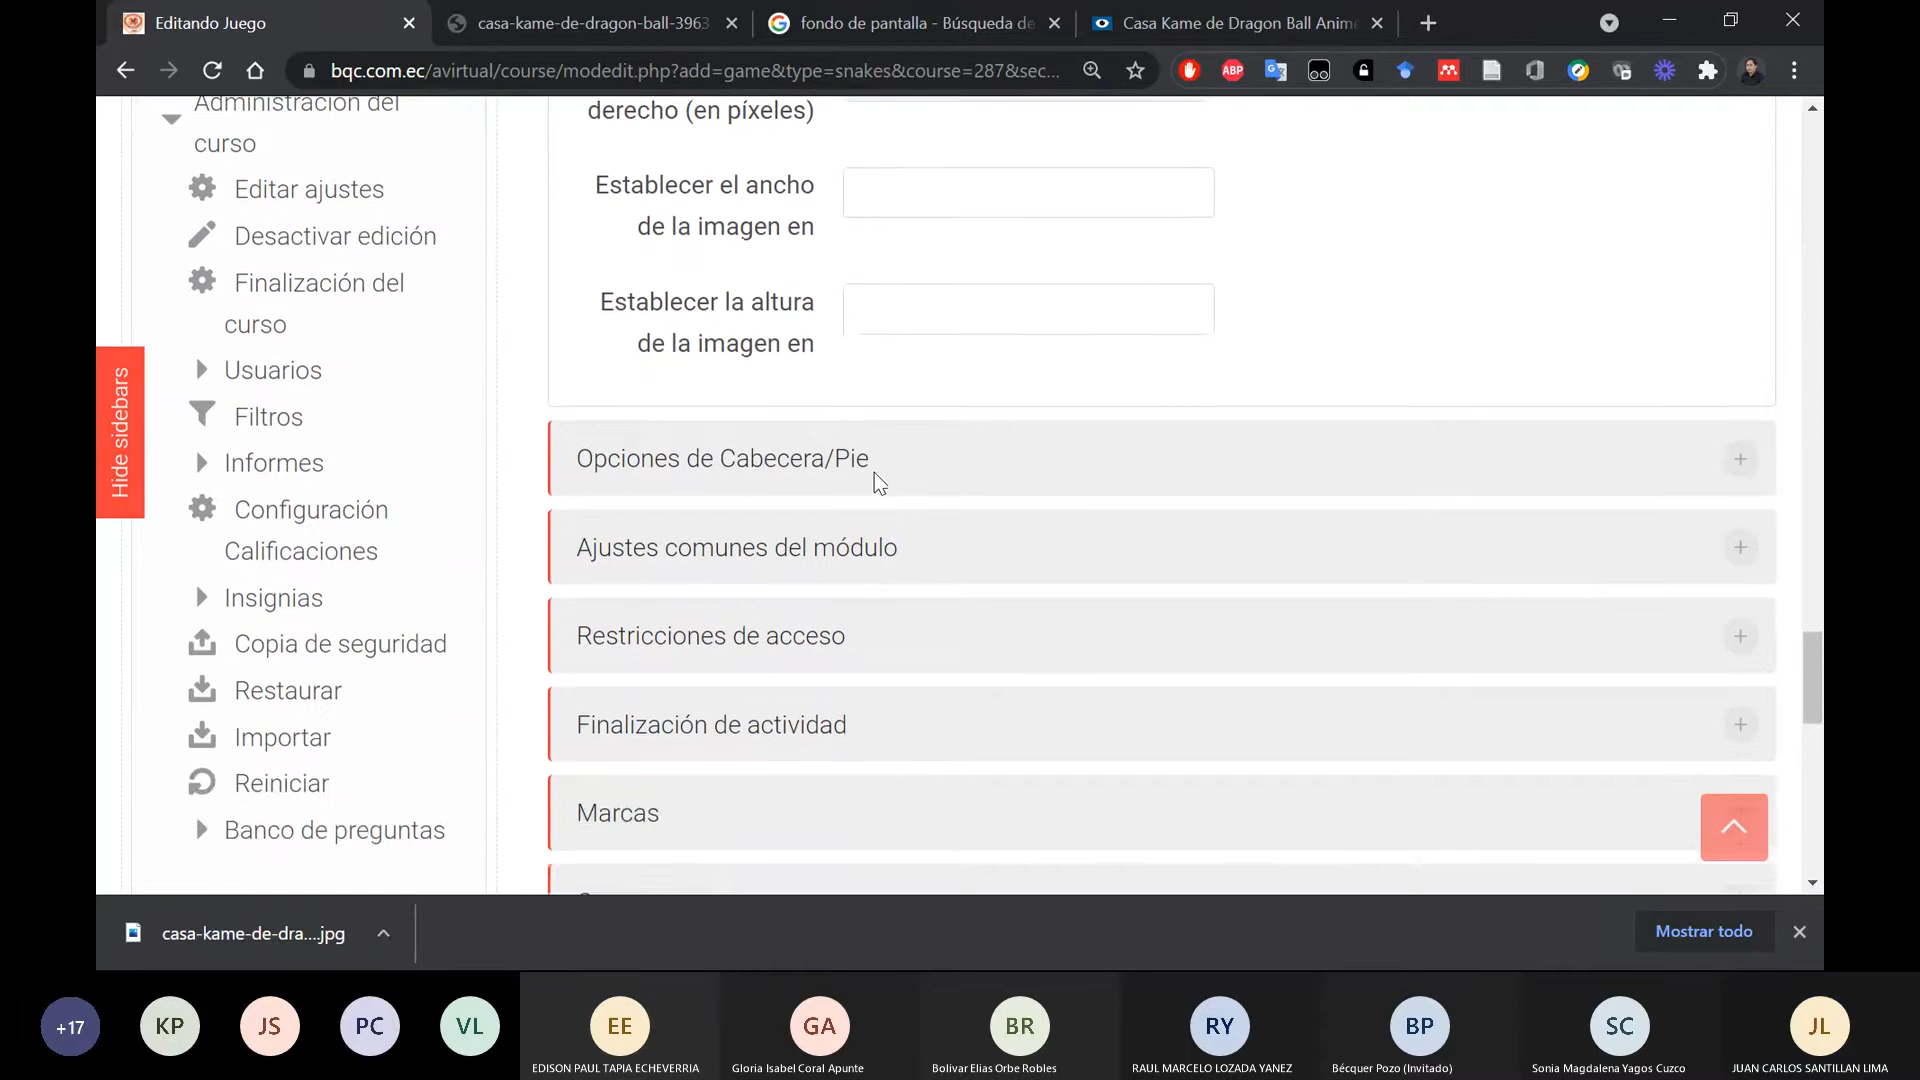 Editando Juego
casa-kame-de-dragon-ball-3963
fondo de pantalla - Búsqueda de
Casa Kame de Dragon Ball Anim
bqc.com.ec/avirtual/course/modedit.php?add=game&type=snakes&course=287&sec...
ABP
Administración del
curso
Editar ajustes
Desactivar edición
Finalización del
curso
Usuarios
Filtros
Informes
Configuración
Calificaciones
Insignias
Copia de seguridad
Restaurar
Importar
Reiniciar
Banco de preguntas
Hide sidebars
derecho (en píxeles)
Establecer el ancho
de la imagen en
Establecer la altura
de la imagen en
Opciones de Cabecera/Pie
Ajustes comunes del módulo
Restricciones de acceso
Finalización de actividad
Marcas
casa-kame-de-dra....jpg
Mostrar todo
+17
KP
JS
PC
VL
EE
GA
BR
RY
BP
SC
JL
EDISON PAUL TAPIA ECHEVERRIA
Gloria Isabel Coral Apunte
Bolivar Elias Orbe Robles
RAUL MARCELO LOZADA YANEZ
Bécquer Pozo (Invitado)
Sonia Magdalena Yagos Cuzco
JUAN CARLOS SANTILLAN LIMA